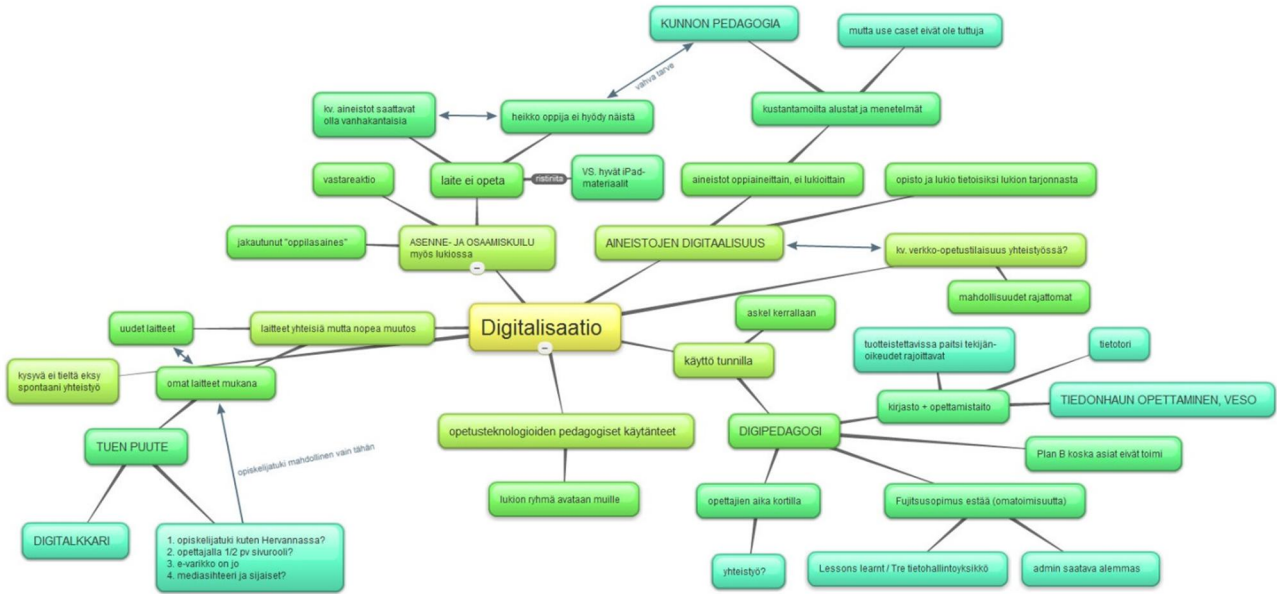 KUNNON PEDAGOGIA
mutta use caset eivät ole tuttuja
vahva tarve
kv. aineistot saattavat
olla vanhakantaisia
heikko oppija ei hyödy näistä
kustantamoilta alustat ja menetelmät
vastareaktio
laite ei opeta
ristiriita
VS. hyvät iPad-
materiaalit
aineistot oppiaineittain, ei lukioittain
opisto ja lukio tietoisiksi lukion tarjonnasta
jakautunut "oppilasaines"
ASENNE- JA OSAAMISKUILU
myös lukiossa
AINEISTOJEN DIGITAALISUUS
kv. verkko-opetustilaisuus yhteistyössä?
mahdollisuudet rajattomat
uudet laitteet
laitteet yhteisiä mutta nopea muutos
Digitalisaatio
askel kerrallaan
käyttö tunnilla
tuotteistettavissa paitsi tekijän-
oikeudet rajoittavat
tietotori
kysyvä ei tieltä eksy
spontaani yhteistyö
omat laitteet mukana
kirjasto + opettamistaito
TIEDONHAUN OPETTAMINEN, VESO
opetusteknologioiden pedagogiset käytänteet
DIGIPEDAGOGI
TUEN PUUTE
opiskelijatuki mahdollinen vain tähän
Plan B koska asiat eivät toimi
lukion ryhmä avataan muille
opettajien aika kortilla
Fujitsusopimus estää (omatoimisuutta)
DIGITALKKARI
1. opiskelijatuki kuten Hervannassa?
2. opettajalla 1/2 pv sivurooli?
3. e-varikko on jo
4. mediasihteeri ja sijaiset?
yhteistyö?
Lessons learnt / Tre tietohallintoyksikkö
admin saatava alemmas